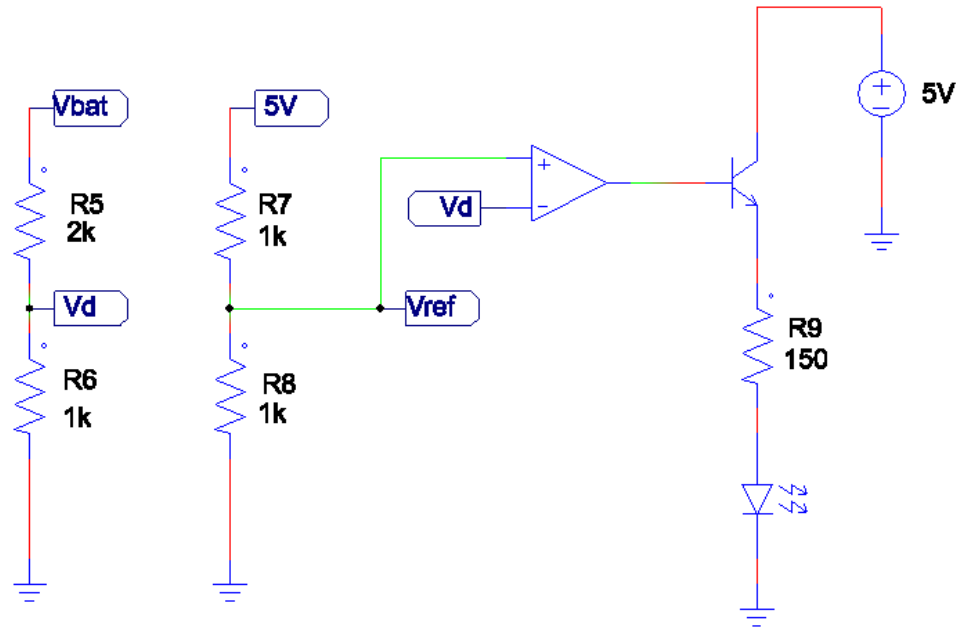 Vbat
R5
2k
Vd
R6
1k
5V
R7
1k
Vref
R8
1k
+
−
Vd
5V
+
−
R9
150